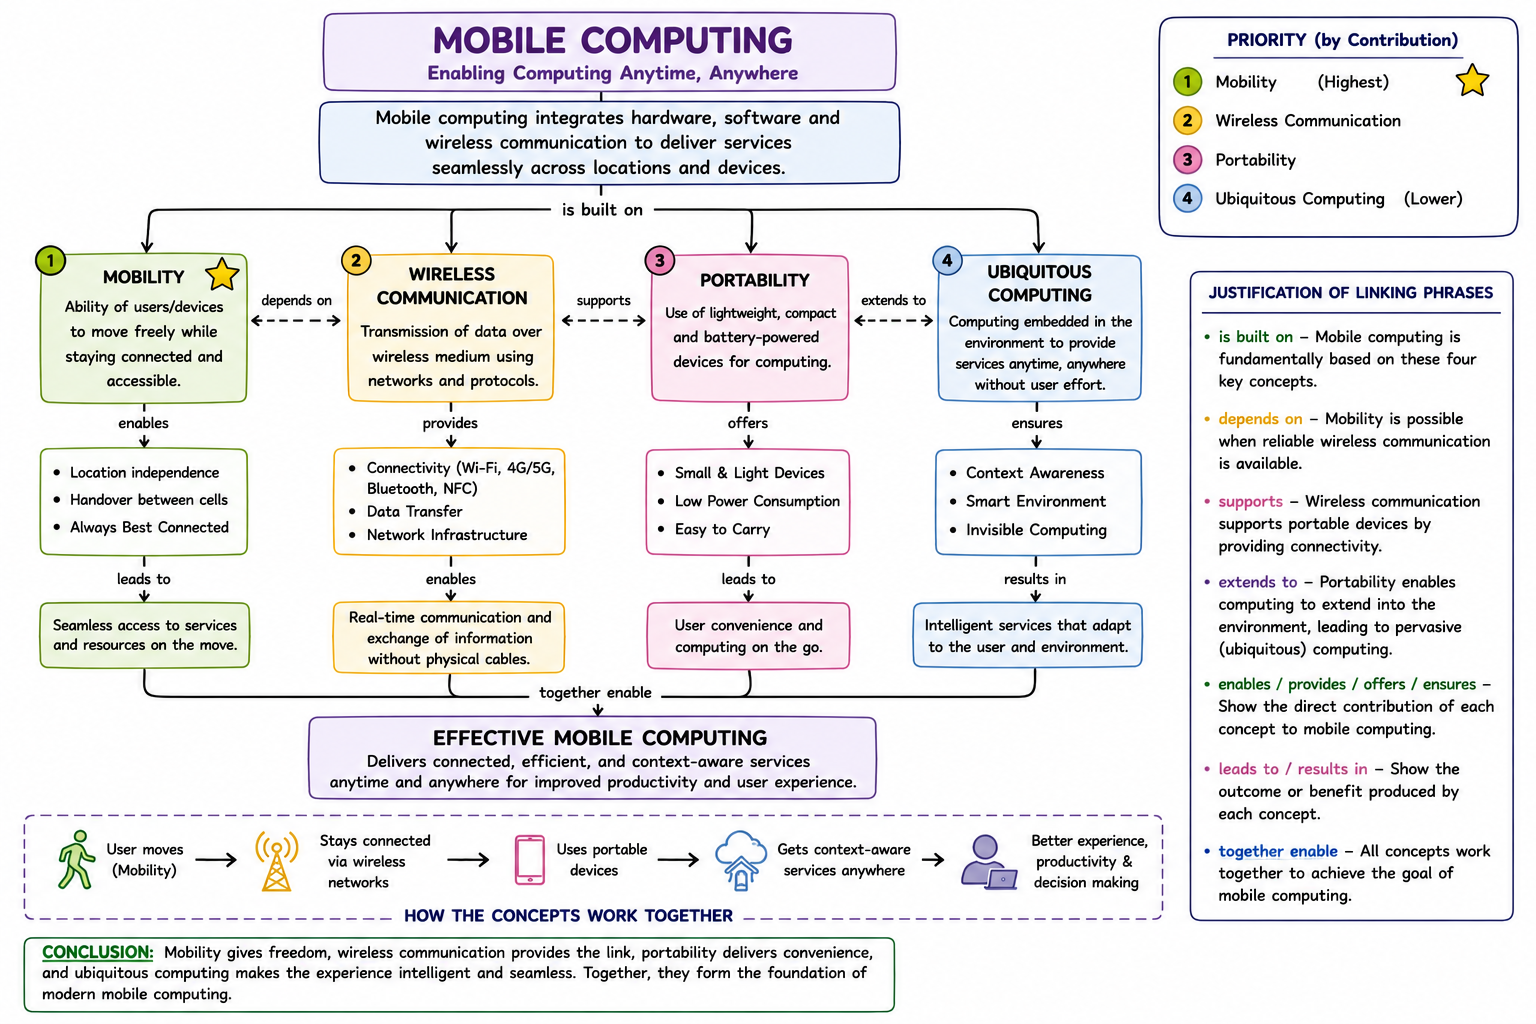 MOBILE COMPUTING
Enabling Computing Anytime, Anywhere
Mobile computing integrates hardware, software and
wireless communication to deliver services
seamlessly across locations and devices.
is built on
PRIORITY (by Contribution)
1 Mobility (Highest)
2 Wireless Communication
3 Portability
4 Ubiquitous Computing (Lower)
1
MOBILITY
Ability of users/devices
to move freely while
staying connected and
accessible.
depends on
2
WIRELESS
COMMUNICATION
Transmission of data over
wireless medium using
networks and protocols.
supports
3
PORTABILITY
Use of lightweight, compact
and battery-powered
devices for computing.
extends to
4
UBIQUITOUS
COMPUTING
Computing embedded in the
environment to provide
services anytime, anywhere
without user effort.
enables
• Location independence
• Handover between cells
• Always Best Connected
leads to
Seamless access to services
and resources on the move.
provides
• Connectivity (Wi-Fi, 4G/5G,
Bluetooth, NFC)
• Data Transfer
• Network Infrastructure
enables
Real-time communication and
exchange of information
without physical cables.
offers
• Small & Light Devices
• Low Power Consumption
• Easy to Carry
leads to
User convenience and
computing on the go.
ensures
• Context Awareness
• Smart Environment
• Invisible Computing
results in
Intelligent services that adapt
to the user and environment.
together enable
EFFECTIVE MOBILE COMPUTING
Delivers connected, efficient, and context-aware services
anytime and anywhere for improved productivity and user experience.
JUSTIFICATION OF LINKING PHRASES
• is built on – Mobile computing is
fundamentally based on these four
key concepts.
• depends on – Mobility is possible
when reliable wireless communication
is available.
• supports – Wireless communication
supports portable devices by
providing connectivity.
• extends to – Portability enables
computing to extend into the
environment, leading to pervasive
(ubiquitous) computing.
• enables / provides / offers / ensures –
Show the direct contribution of each
concept to mobile computing.
• leads to / results in – Show the
outcome or benefit produced by
each concept.
• together enable – All concepts work
together to achieve the goal of
mobile computing.
User moves
(Mobility)
Stays connected
via wireless
networks
Uses portable
devices
Gets context-aware
services anywhere
Better experience,
productivity &
decision making
HOW THE CONCEPTS WORK TOGETHER
CONCLUSION: Mobility gives freedom, wireless communication provides the link, portability delivers convenience,
and ubiquitous computing makes the experience intelligent and seamless. Together, they form the foundation of
modern mobile computing.